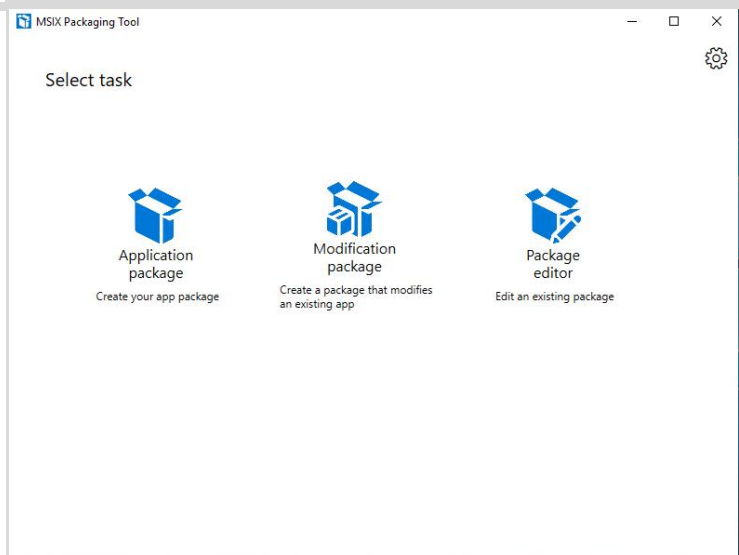 MSIX Packaging Tool
Select task
Application
package
Create your app package
Modification
package
Create a package that modifies
an existing app
Package
editor
Edit an existing package